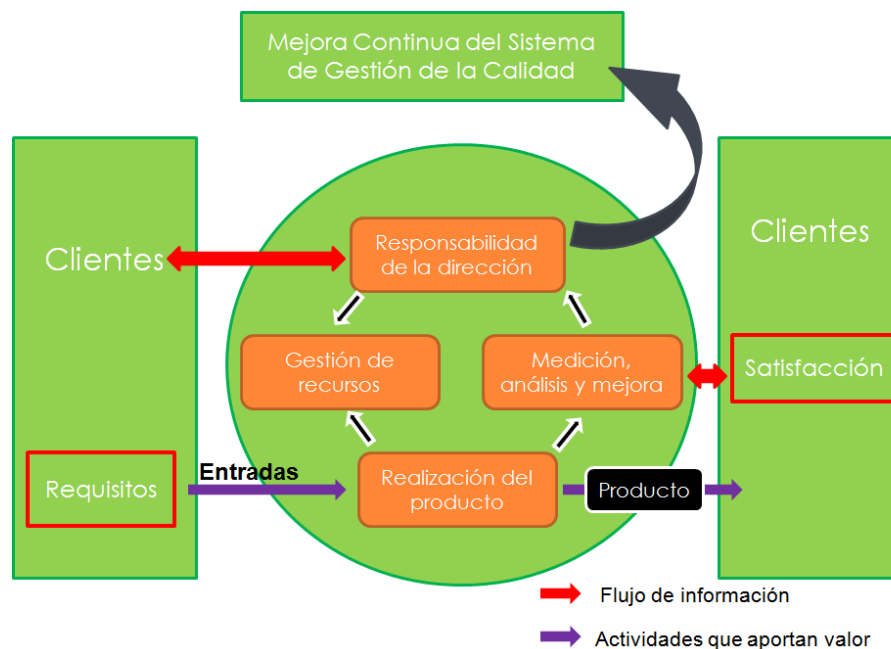 Mejora Continua del Sistema
de Gestión de la Calidad
Clientes
Responsabilidad
de la dirección
Clientes
Gestión de
recursos
Medición,
análisis y mejora
Satisfacción
Requisitos
Entradas
Realización del
producto
Producto
Flujo de información
Actividades que aportan valor